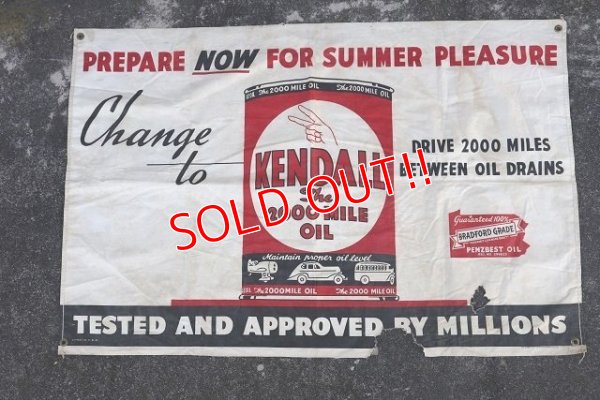 PREPARE NOW FOR SUMMER PLEASURE
The 2000 MILE OIL The 2000 MILE OIL
Change
to
KENDALL
The
2000 MILE
OIL
DRIVE 2000 MILES
BETWEEN OIL DRAINS
SOLD OUT!!
Guaranteed 100%
BRADFORD GRADE
PENZBEST OIL
Maintain proper oil level
The 2000 MILE OIL The 2000 MILE OIL
TESTED AND APPROVED BY MILLIONS